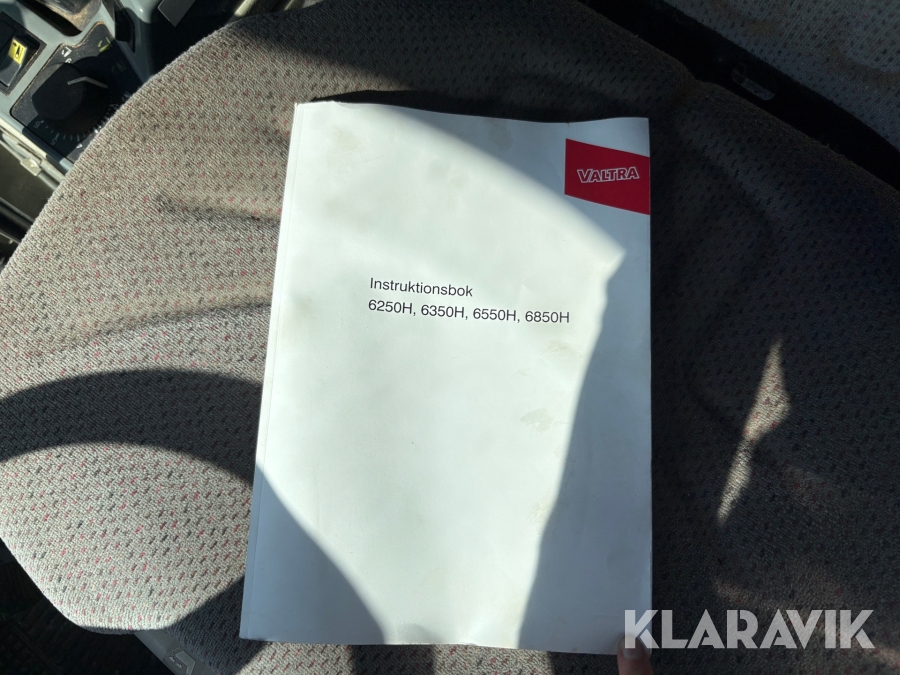 VALTRA
Instruktionsbok
6250H, 6350H, 6550H, 6850H
KLARAVIK